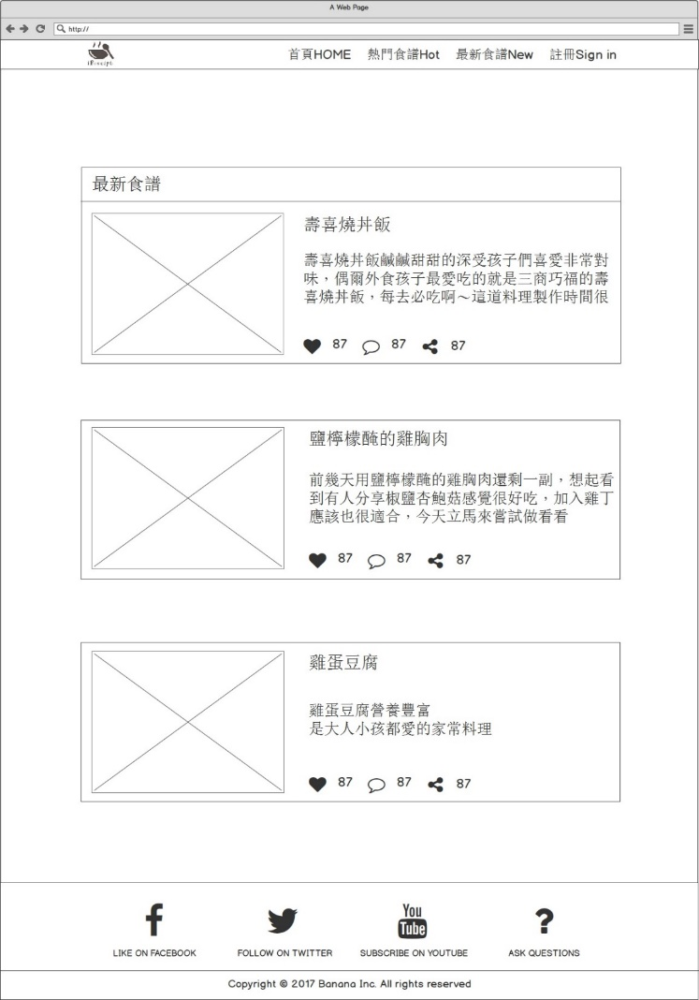 A Web Page
http://
首頁HOME 熱門食譜Hot 最新食譜New 註冊Sign in
最新食譜
壽喜燒丼飯
壽喜燒丼飯鹹鹹甜甜的深受孩子們喜愛非常對
味，偶爾外食孩子最愛吃的就是三商巧福的壽
喜燒丼飯，每去必吃啊～這道料理製作時間很
87 87 87
鹽檸檬醃的雞胸肉
前幾天用鹽檸檬醃的雞胸肉還剩一副，想起看
到有人分享椒鹽杏鮑菇感覺很好吃，加入雞丁
應該也很適合，今天立馬來嘗試做看看
87 87 87
雞蛋豆腐
雞蛋豆腐營養豐富
是大人小孩都愛的家常料理
87 87 87
You
Tube
?
LIKE ON FACEBOOK FOLLOW ON TWITTER SUBSCRIBE ON YOUTUBE ASK QUESTIONS
Copyright © 2017 Banana Inc. All rights reserved